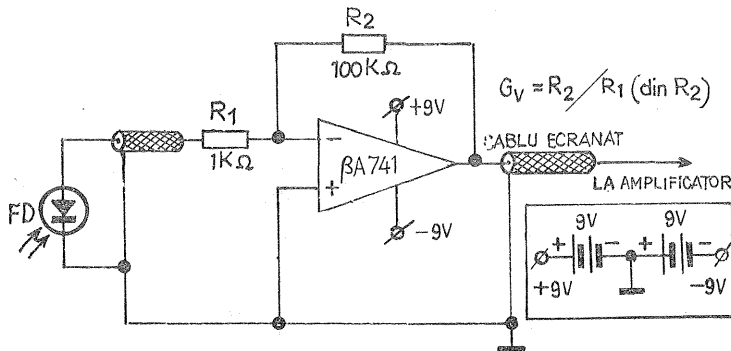 R2
100KΩ
Gv = R2 / R1 (din R2)
R1
1KΩ
+9V
−
+
βA741
-9V
CABLU ECRANAT
LA AMPLIFICATOR
FD
9V 9V
+ − + −
+9V -9V